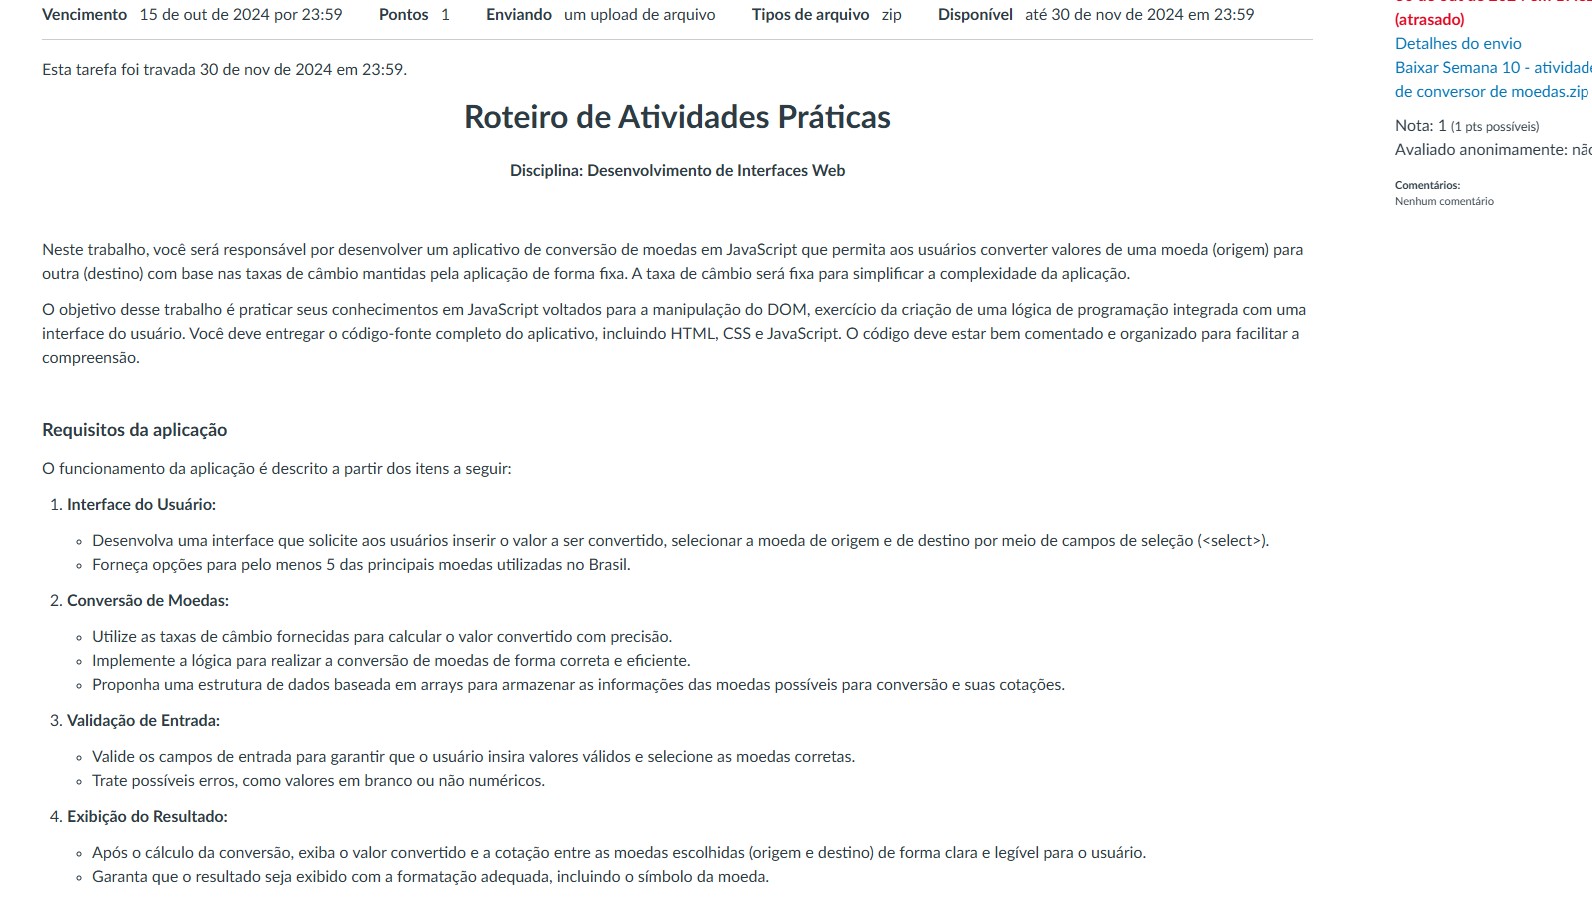 Vencimento 15 de out de 2024 por 23:59 Pontos 1 Enviando um upload de arquivo Tipos de arquivo zip Disponível até 30 de nov de 2024 em 23:59
Esta tarefa foi travada 30 de nov de 2024 em 23:59.
Roteiro de Atividades Práticas
Disciplina: Desenvolvimento de Interfaces Web
Neste trabalho, você será responsável por desenvolver um aplicativo de conversão de moedas em JavaScript que permita aos usuários converter valores de uma moeda (origem) para
outra (destino) com base nas taxas de câmbio mantidas pela aplicação de forma fixa. A taxa de câmbio será fixa para simplificar a complexidade da aplicação.
O objetivo desse trabalho é praticar seus conhecimentos em JavaScript voltados para a manipulação do DOM, exercício da criação de uma lógica de programação integrada com uma
interface do usuário. Você deve entregar o código-fonte completo do aplicativo, incluindo HTML, CSS e JavaScript. O código deve estar bem comentado e organizado para facilitar a
compreensão.
Requisitos da aplicação
O funcionamento da aplicação é descrito a partir dos itens a seguir:
1. Interface do Usuário:
◦ Desenvolva uma interface que solicite aos usuários inserir o valor a ser convertido, selecionar a moeda de origem e de destino por meio de campos de seleção (<select>).
◦ Forneça opções para pelo menos 5 das principais moedas utilizadas no Brasil.
2. Conversão de Moedas:
◦ Utilize as taxas de câmbio fornecidas para calcular o valor convertido com precisão.
◦ Implemente a lógica para realizar a conversão de moedas de forma correta e eficiente.
◦ Proponha uma estrutura de dados baseada em arrays para armazenar as informações das moedas possíveis para conversão e suas cotações.
3. Validação de Entrada:
◦ Valide os campos de entrada para garantir que o usuário insira valores válidos e selecione as moedas corretas.
◦ Trate possíveis erros, como valores em branco ou não numéricos.
4. Exibição do Resultado:
◦ Após o cálculo da conversão, exiba o valor convertido e a cotação entre as moedas escolhidas (origem e destino) de forma clara e legível para o usuário.
◦ Garanta que o resultado seja exibido com a formatação adequada, incluindo o símbolo da moeda.
(atrasado)
Detalhes do envio
Baixar Semana 10 - atividade
de conversor de moedas.zip
Nota: 1 (1 pts possíveis)
Avaliado anonimamente: não
Comentários:
Nenhum comentário